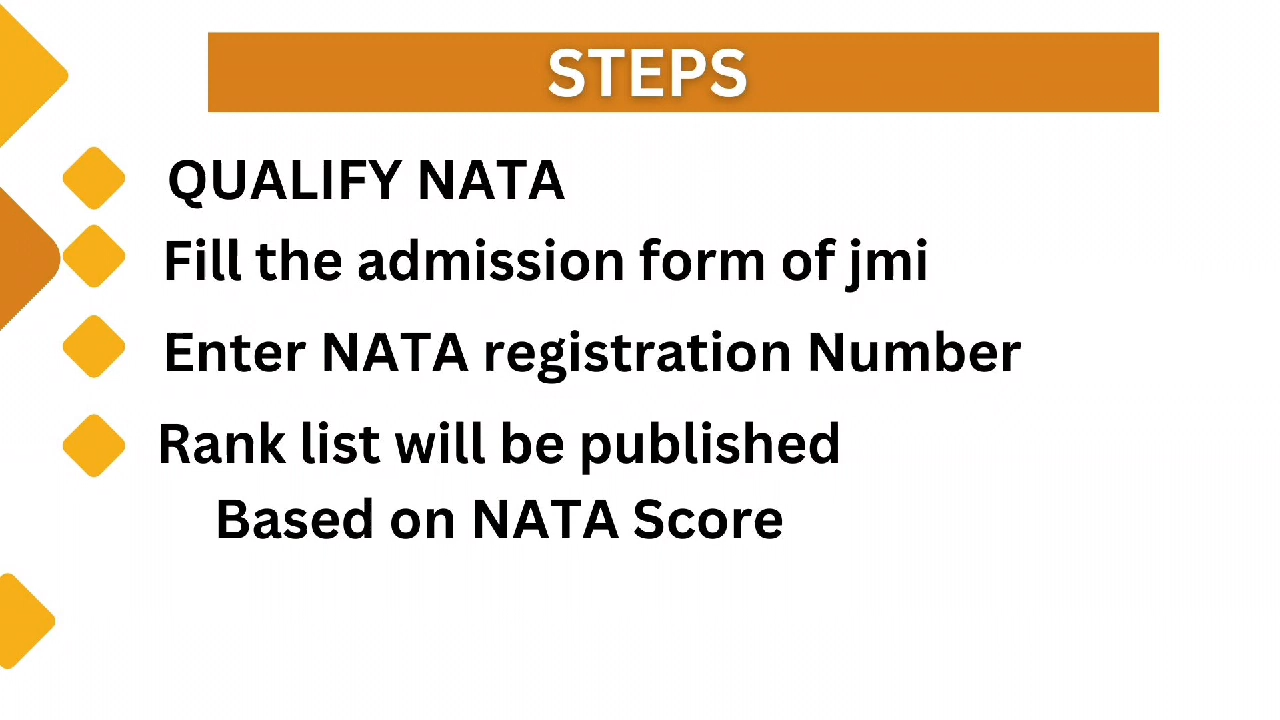 STEPS
QUALIFY NATA
Fill the admission form of jmi
Enter NATA registration Number
Rank list will be published
Based on NATA Score